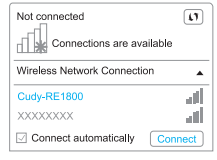 Not connected
Connections are available
Wireless Network Connection
Cudy-RE1800
XXXXXXXX
Connect automatically
Connect